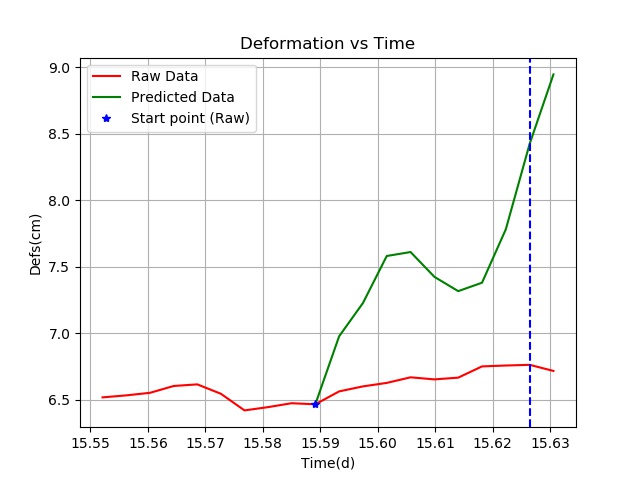 Deformation vs Time
Raw Data
Predicted Data
Start point (Raw)
9.0
8.5
8.0
7.5
7.0
6.5
Defs(cm)
15.55 15.56 15.57 15.58 15.59 15.60 15.61 15.62 15.63
Time(d)